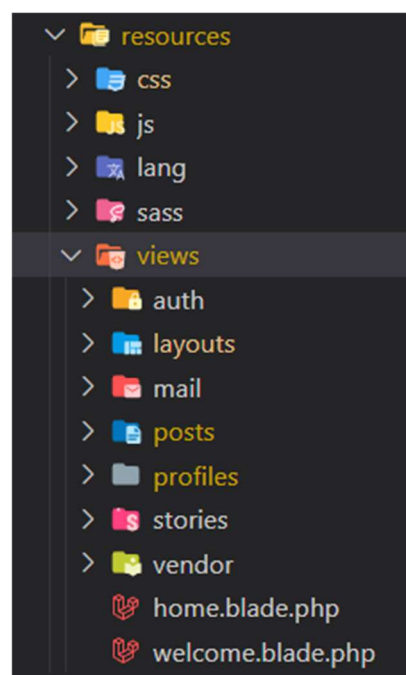 resources
css
js
lang
sass
views
auth
layouts
mail
posts
profiles
stories
vendor
home.blade.php
welcome.blade.php